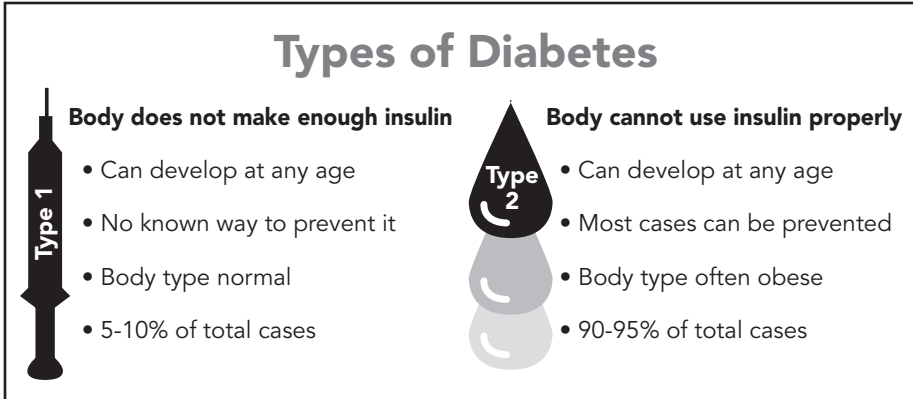 Types of Diabetes
Type 1
Body does not make enough insulin
• Can develop at any age
• No known way to prevent it
• Body type normal
• 5-10% of total cases
Type
2
Body cannot use insulin properly
• Can develop at any age
• Most cases can be prevented
• Body type often obese
• 90-95% of total cases